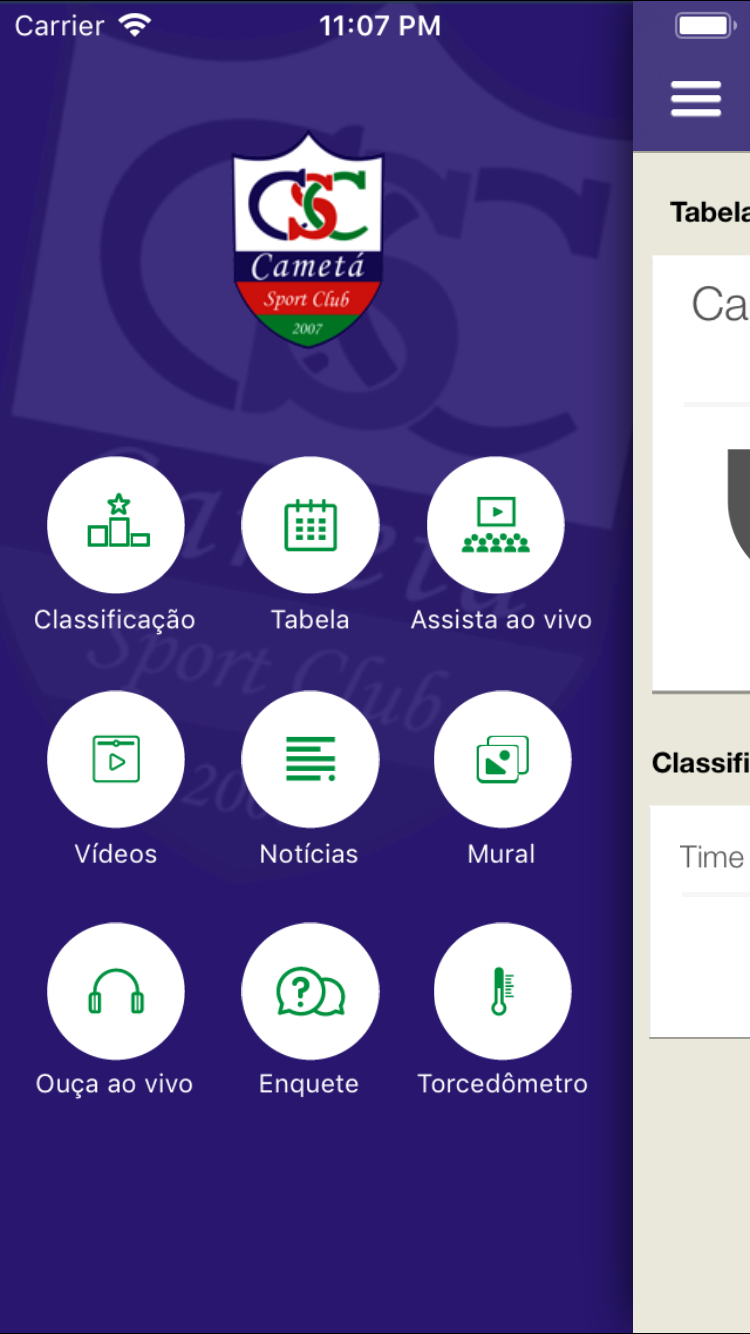 Carrier 11:07 PM
CSC
Cametá
Sport Club
2007
Classificação Tabela Assista ao vivo
Vídeos Notícias Mural
Ouça ao vivo Enquete Torcedômetro
Tabela
Ca
Classifi
Time